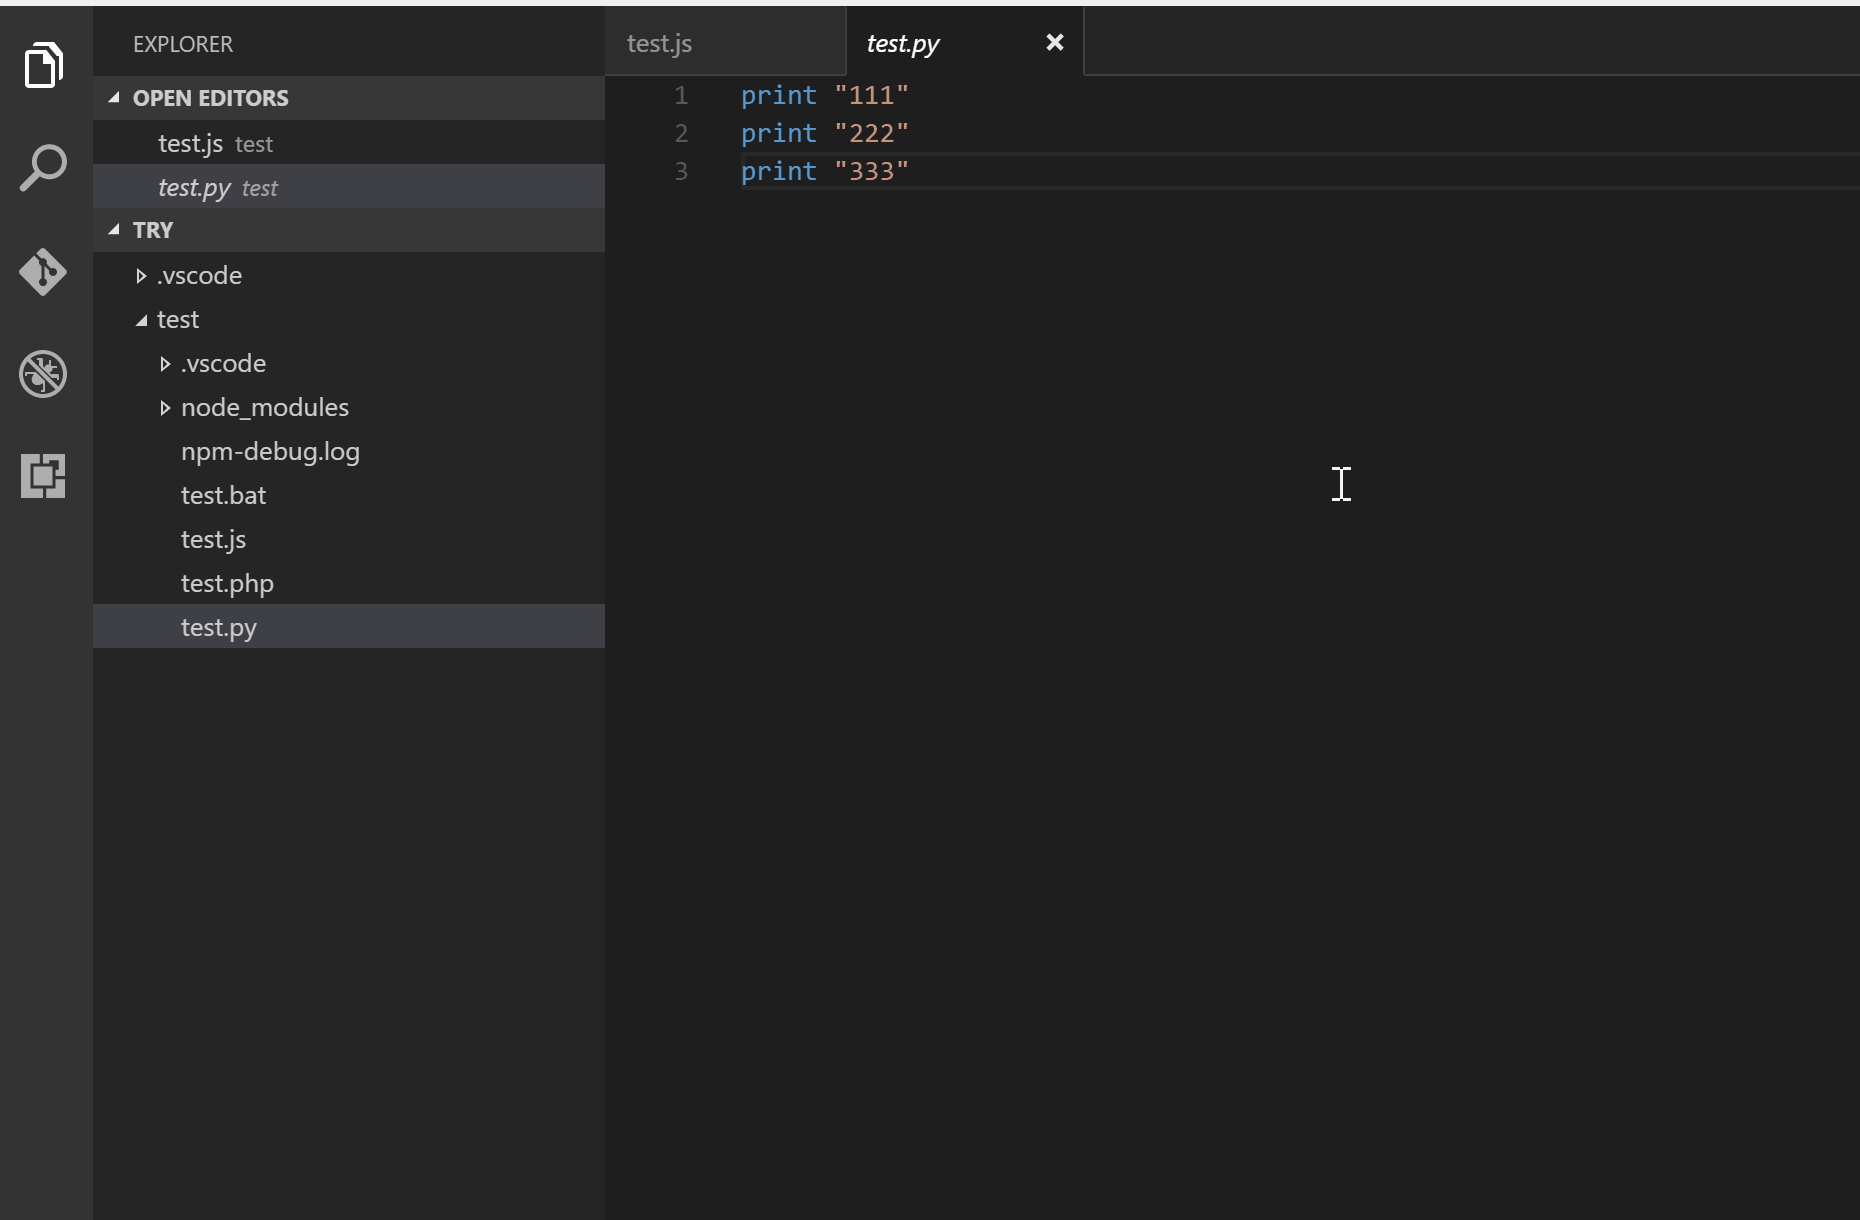 EXPLORER
OPEN EDITORS
test.js test
test.py test
TRY
.vscode
test
.vscode
node_modules
npm-debug.log
test.bat
test.js
test.php
test.py
test.js
test.py
1 print "111"
2 print "222"
3 print "333"